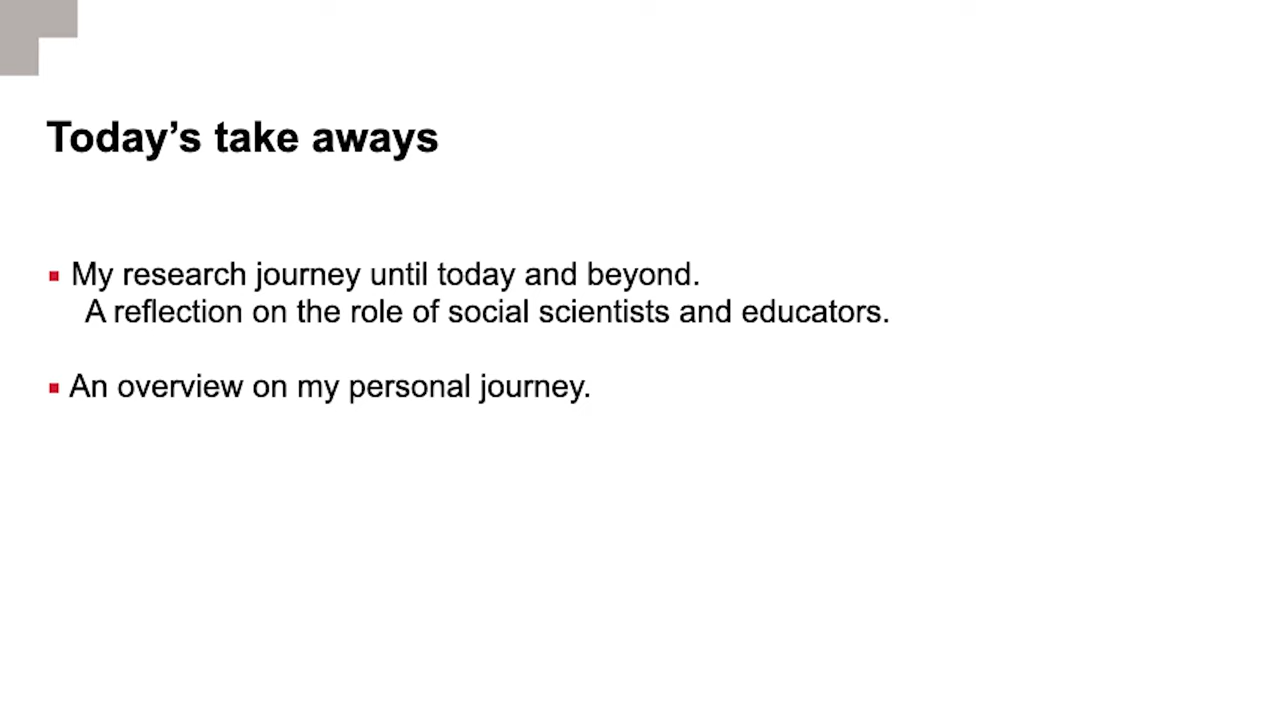 Today’s take aways
▪ My research journey until today and beyond.
A reflection on the role of social scientists and educators.
▪ An overview on my personal journey.